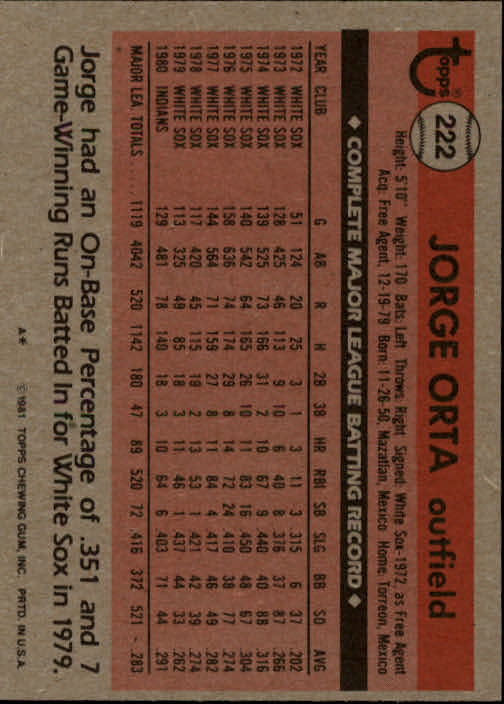 topps®
222
JORGE ORTA outfield
Height: 5'10" Weight: 170 Bats: Left Throws: Right Signed: White Sox-1972, as Free Agent
Acq: Free Agent, 12-19-79 Born: 11-26-50, Mazatlan, Mexico Home: Torreon, Mexico
◆ COMPLETE MAJOR LEAGUE BATTING RECORD ◆
YEAR CLUB G AB R H 2B 3B HR RBI SB SLG BB SO AVG
1972 WHITE SOX 51 124 20 25 3 1 3 11 3 .315 6 37 .202
1973 WHITE SOX 128 425 46 113 9 10 6 40 8 .376 37 87 .266
1974 WHITE SOX 139 525 73 166 31 2 10 67 9 .440 40 88 .316
1975 WHITE SOX 140 542 64 165 26 10 11 83 16 .450 48 67 .304
1976 WHITE SOX 158 636 74 174 29 8 14 72 24 .410 38 77 .274
1977 WHITE SOX 144 564 71 159 27 8 11 84 4 .417 46 49 .282
1978 WHITE SOX 117 420 45 115 19 2 13 53 1 .421 42 39 .274
1979 WHITE SOX 113 325 49 85 18 3 11 46 1 .437 44 33 .262
1980 INDIANS 129 481 78 140 18 3 10 64 6 .403 71 44 .291
MAJOR LEA. TOTALS .... 1119 4042 520 1142 180 47 89 520 72 .416 372 521 .283
Jorge had an On-Base Percentage of .351 and 7
Game-Winning Runs Batted In for White Sox in 1979.
A* ©1981 TOPPS CHEWING GUM, INC. PRTD. IN U.S.A.